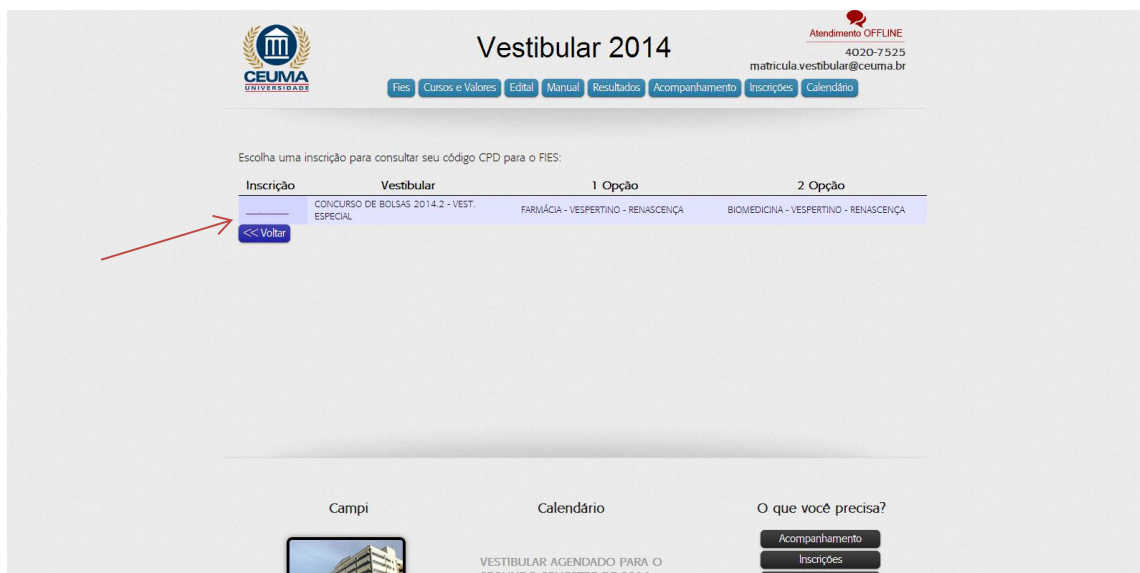 Atendimento OFFLINE
Vestibular 2014
4020-7525
matricula.vestibular@ceuma.br
CEUMA
UNIVERSIDADE
Fies Cursos e Valores Edital Manual Resultados Acompanhamento Inscrições Calendário
Escolha uma inscrição para consultar seu código CPD para o FIES:
Inscrição Vestibular 1 Opção 2 Opção
CONCURSO DE BOLSAS 2014.2 - VEST.
ESPECIAL FARMÁCIA - VESPERTINO - RENASCENÇA BIOMEDICINA - VESPERTINO - RENASCENÇA
<< Voltar
Campi Calendário O que você precisa?
Acompanhamento
VESTIBULAR AGENDADO PARA O
Inscrições